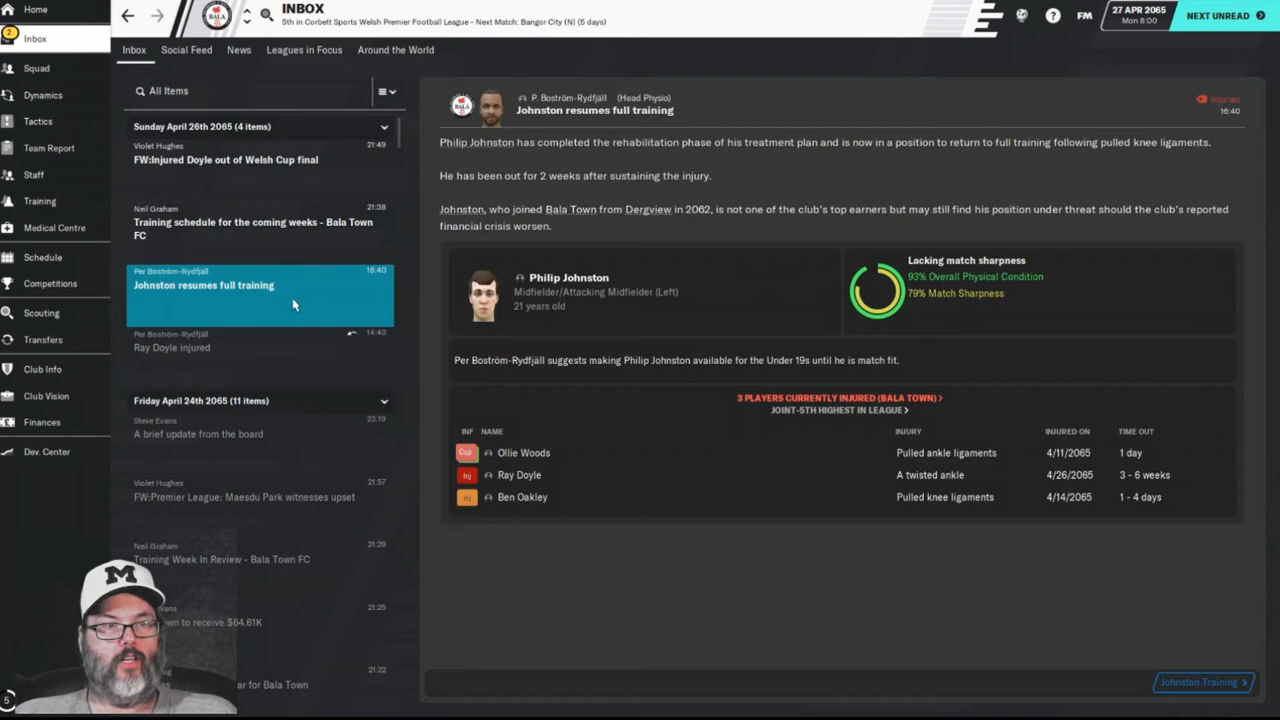 Home
Inbox
2
Squad
Dynamics
Tactics
Team Report
Staff
Training
Medical Centre
Schedule
Competitions
Scouting
Transfers
Club Info
Club Vision
Finances
Dev. Center
BALA
INBOX
5th in Corbett Sports Welsh Premier Football League - Next Match: Bangor City (N) (5 days)
FM
27 APR 2065
Mon 8:00
NEXT UNREAD
Inbox
Social Feed
News
Leagues in Focus
Around the World
All Items
Sunday April 26th 2065 (4 items)
Violet Hughes
21:49
FW:Injured Doyle out of Welsh Cup final
Neil Graham
21:38
Training schedule for the coming weeks - Bala Town
FC
Per Boström-Rydfjäll
16:40
Johnston resumes full training
Per Boström-Rydfjäll
14:40
Ray Doyle injured
Friday April 24th 2065 (11 items)
Steve Evans
23:19
A brief update from the board
Violet Hughes
21:57
FW:Premier League: Maesdu Park witnesses upset
Neil Graham
21:29
Training Week In Review - Bala Town FC
vans
21:25
wn to receive $64.61K
21:22
ar for Bala Town
M
5
BALA
P. Boström-Rydfjäll (Head Physio)
Johnston resumes full training
Injuries
16:40
Philip Johnston has completed the rehabilitation phase of his treatment plan and is now in a position to return to full training following pulled knee ligaments.
He has been out for 2 weeks after sustaining the injury.
Johnston, who joined Bala Town from Dergview in 2062, is not one of the club's top earners but may still find his position under threat should the club's reported
financial crisis worsen.
Philip Johnston
Midfielder/Attacking Midfielder (Left)
21 years old
Lacking match sharpness
93% Overall Physical Condition
79% Match Sharpness
Per Boström-Rydfjäll suggests making Philip Johnston available for the Under 19s until he is match fit.
3 PLAYERS CURRENTLY INJURED (BALA TOWN) >
JOINT-5TH HIGHEST IN LEAGUE >
INF NAME INJURY INJURED ON TIME OUT
Cup Ollie Woods Pulled ankle ligaments 4/11/2065 1 day
Inj Ray Doyle A twisted ankle 4/26/2065 3 - 6 weeks
Inj Ben Oakley Pulled knee ligaments 4/14/2065 1 - 4 days
Johnston Training >